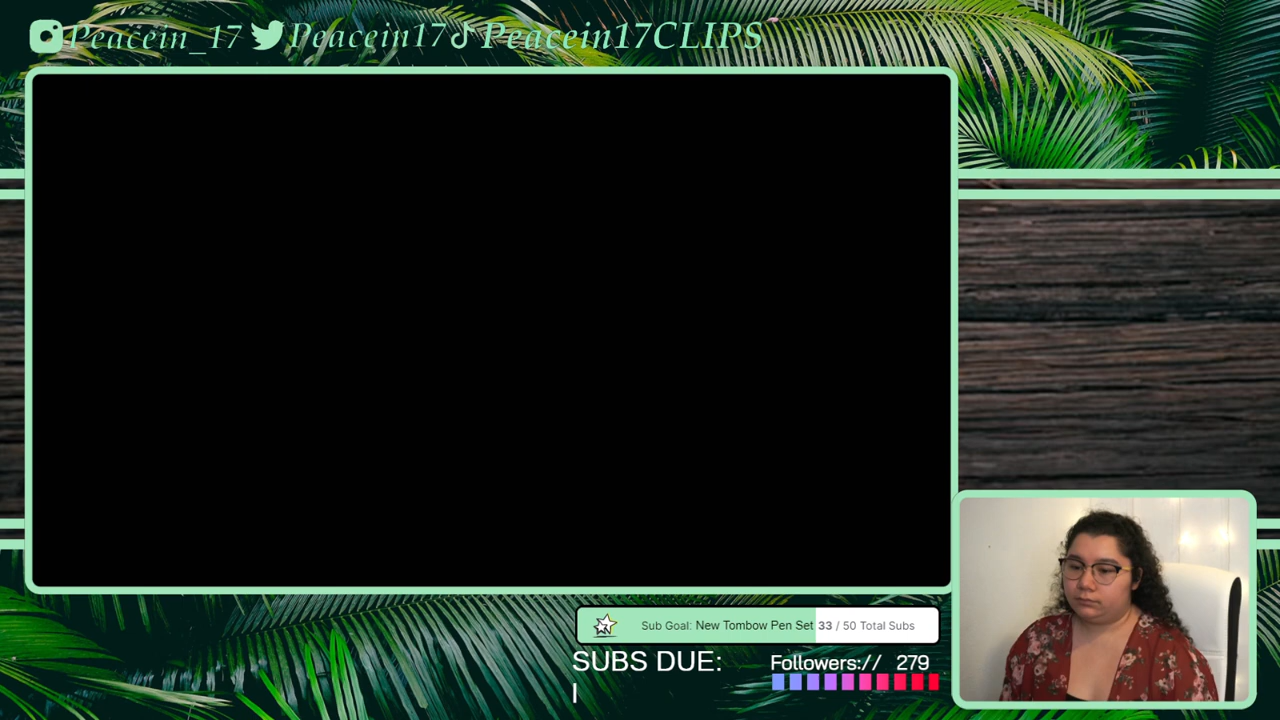 Peacein_17 Peacein17 Peacein17CLIPS
Sub Goal: New Tombow Pen Set 33 / 50 Total Subs
SUBS DUE:
Followers:// 279
I